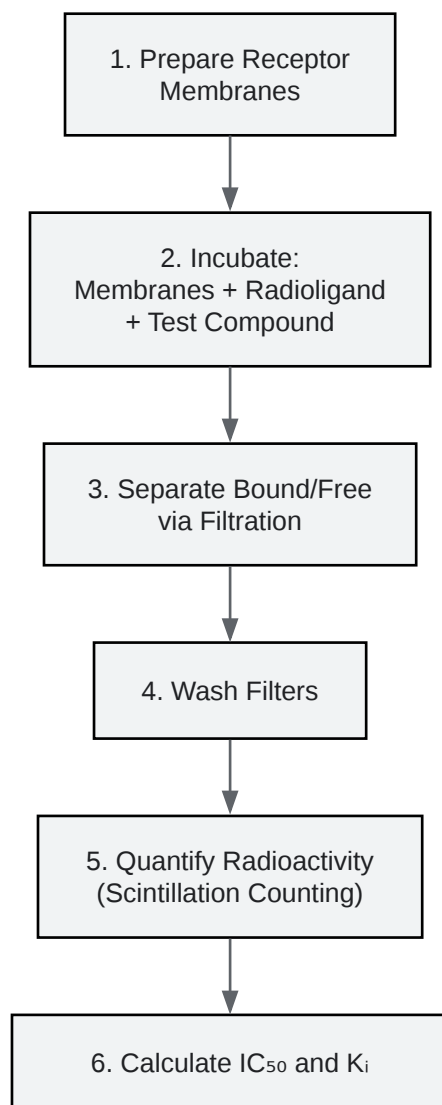 1. Prepare Receptor
Membranes
2. Incubate:
Membranes + Radioligand
+ Test Compound
3. Separate Bound/Free
via Filtration
4. Wash Filters
5. Quantify Radioactivity
(Scintillation Counting)
6. Calculate IC₅₀ and Kᵢ